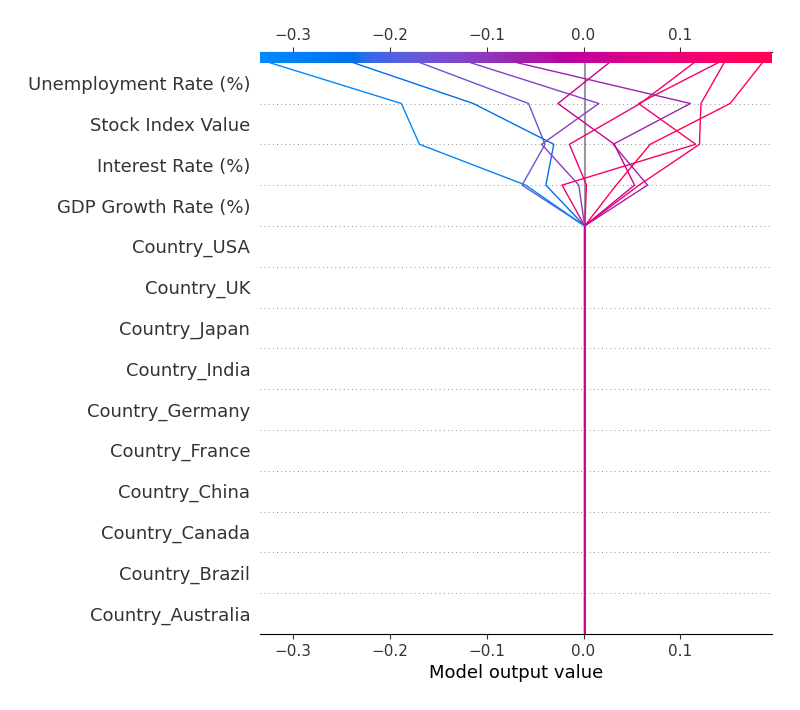 −0.3 −0.2 −0.1 0.0 0.1
Unemployment Rate (%)
Stock Index Value
Interest Rate (%)
GDP Growth Rate (%)
Country_USA
Country_UK
Country_Japan
Country_India
Country_Germany
Country_France
Country_China
Country_Canada
Country_Brazil
Country_Australia
−0.3 −0.2 −0.1 0.0 0.1
Model output value